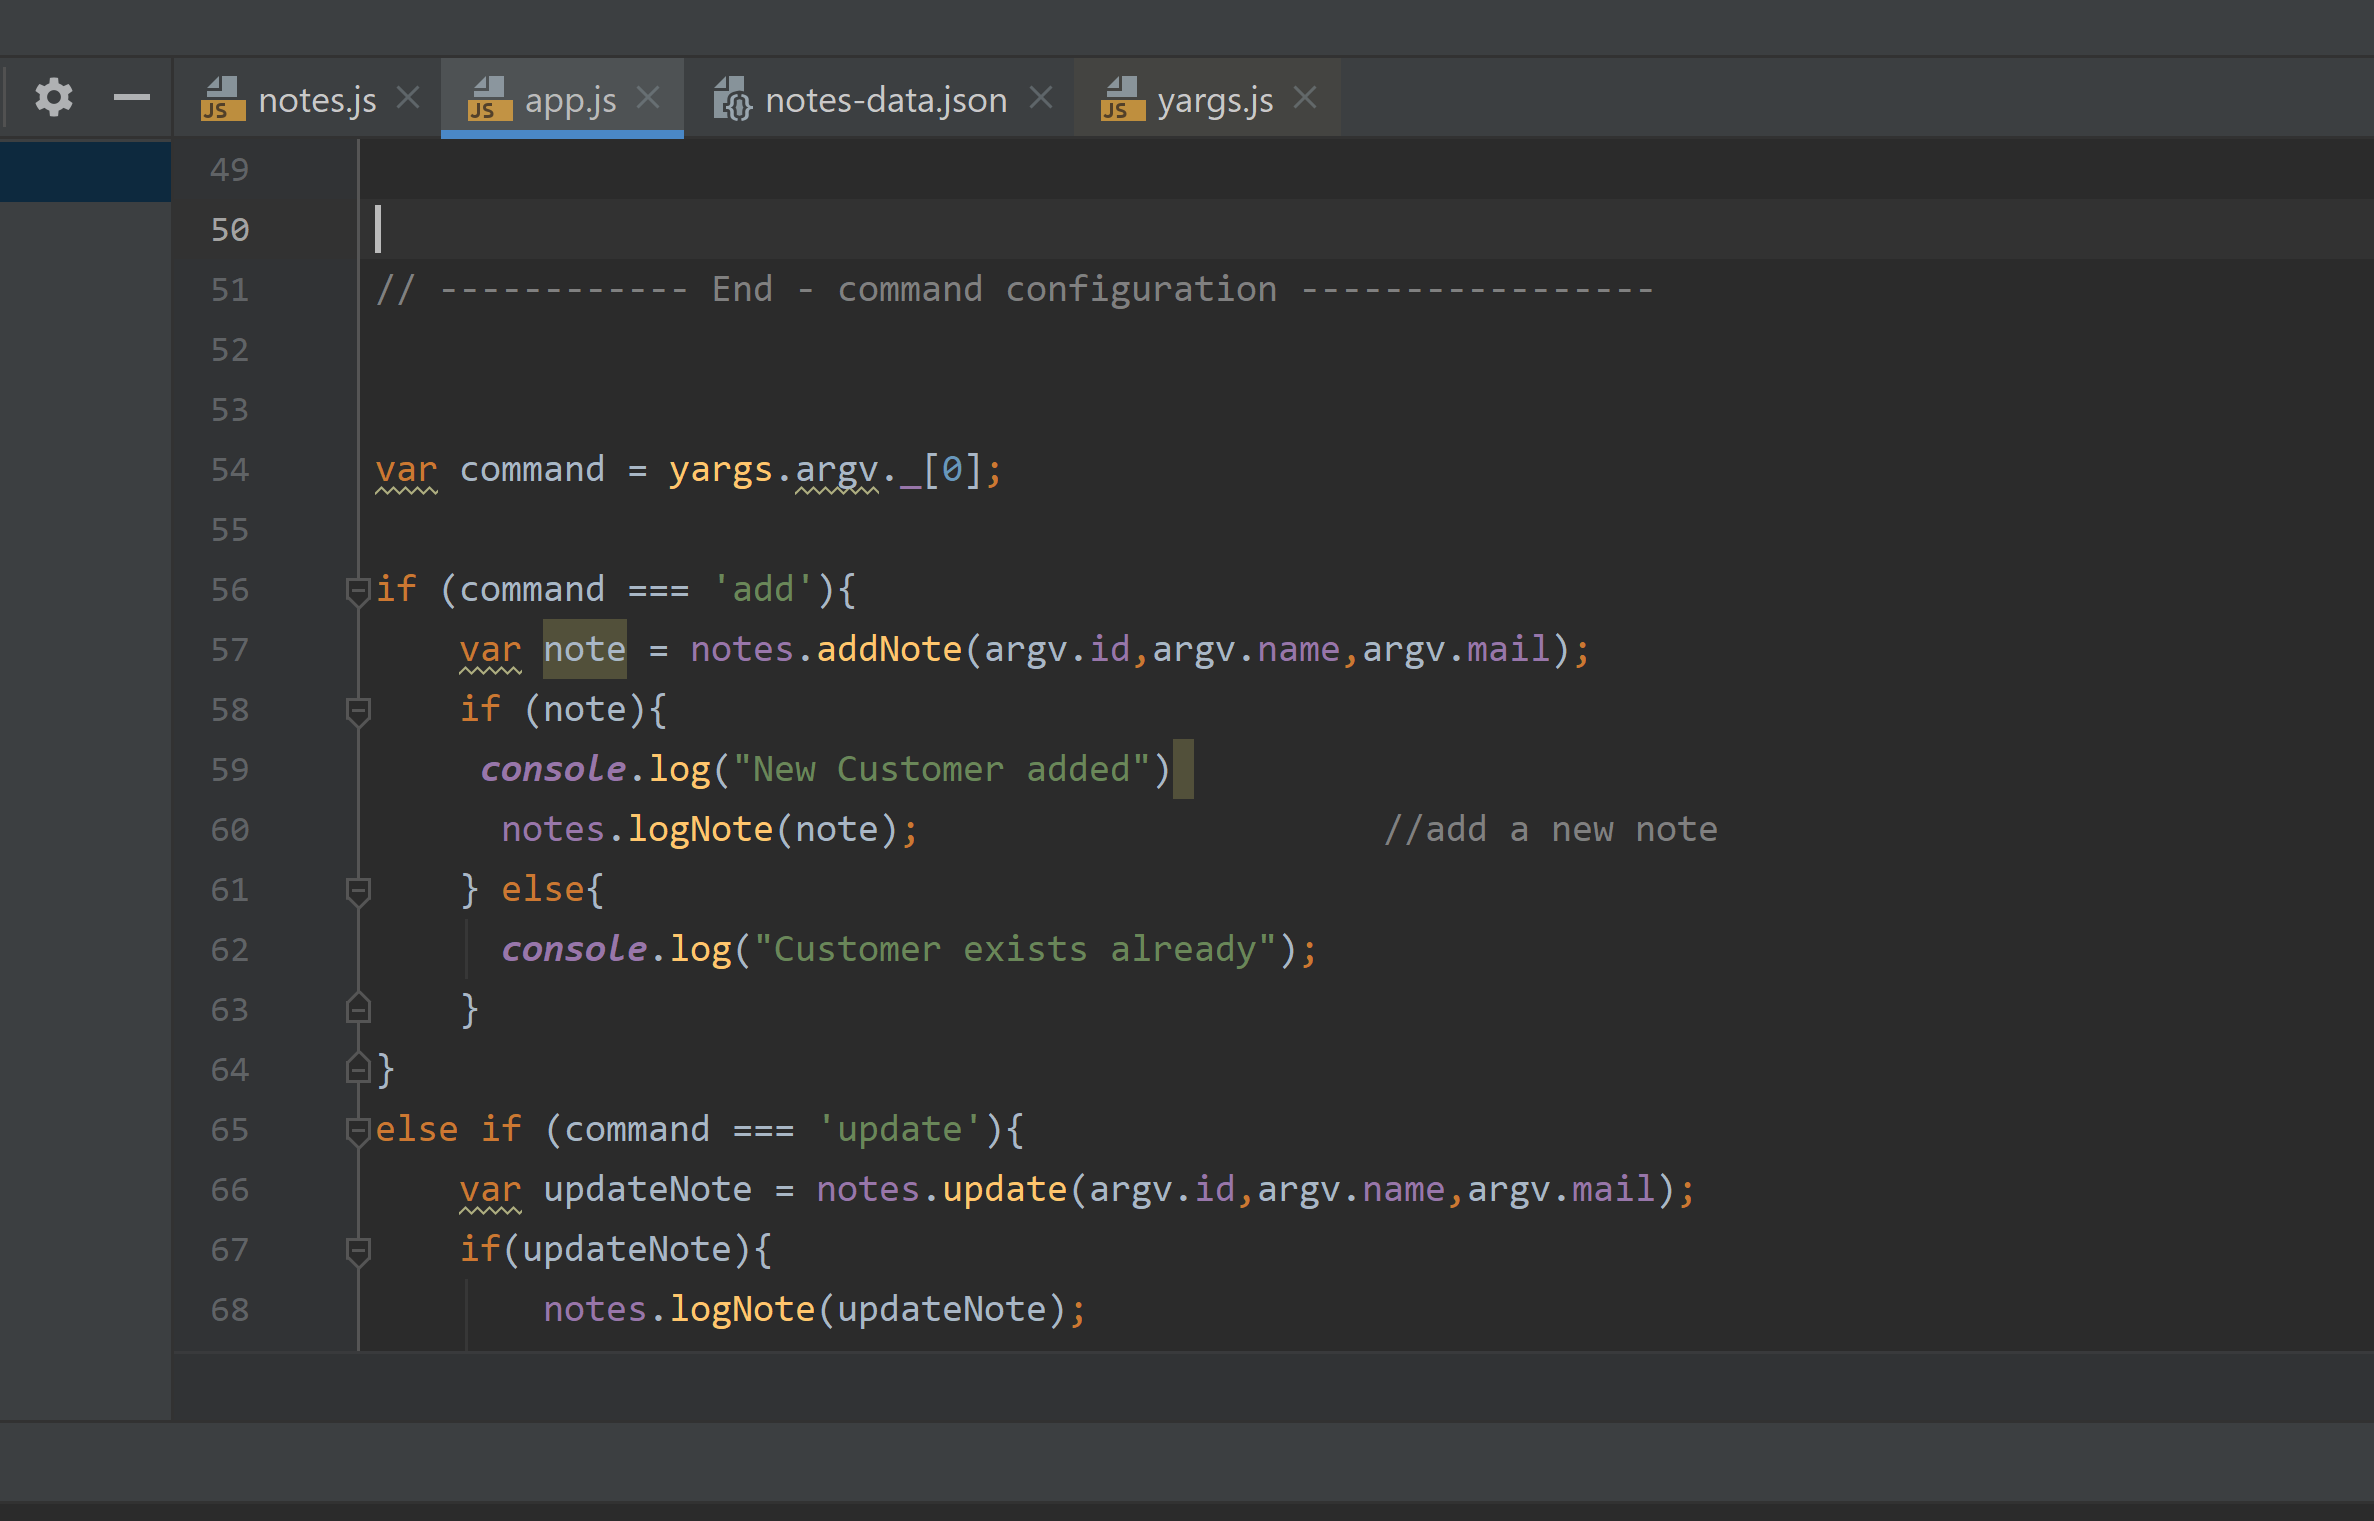 notes.js app.js notes-data.json yargs.js
49
50
51 // ------------ End - command configuration -----------------
52
53
54 var command = yargs.argv._[0];
55
56 if (command === 'add'){
57     var note = notes.addNote(argv.id,argv.name,argv.mail);
58     if (note){
59      console.log("New Customer added")
60       notes.logNote(note);                      //add a new note
61     } else{
62       console.log("Customer exists already");
63     }
64 }
65 else if (command === 'update'){
66     var updateNote = notes.update(argv.id,argv.name,argv.mail);
67     if(updateNote){
68         notes.logNote(updateNote);